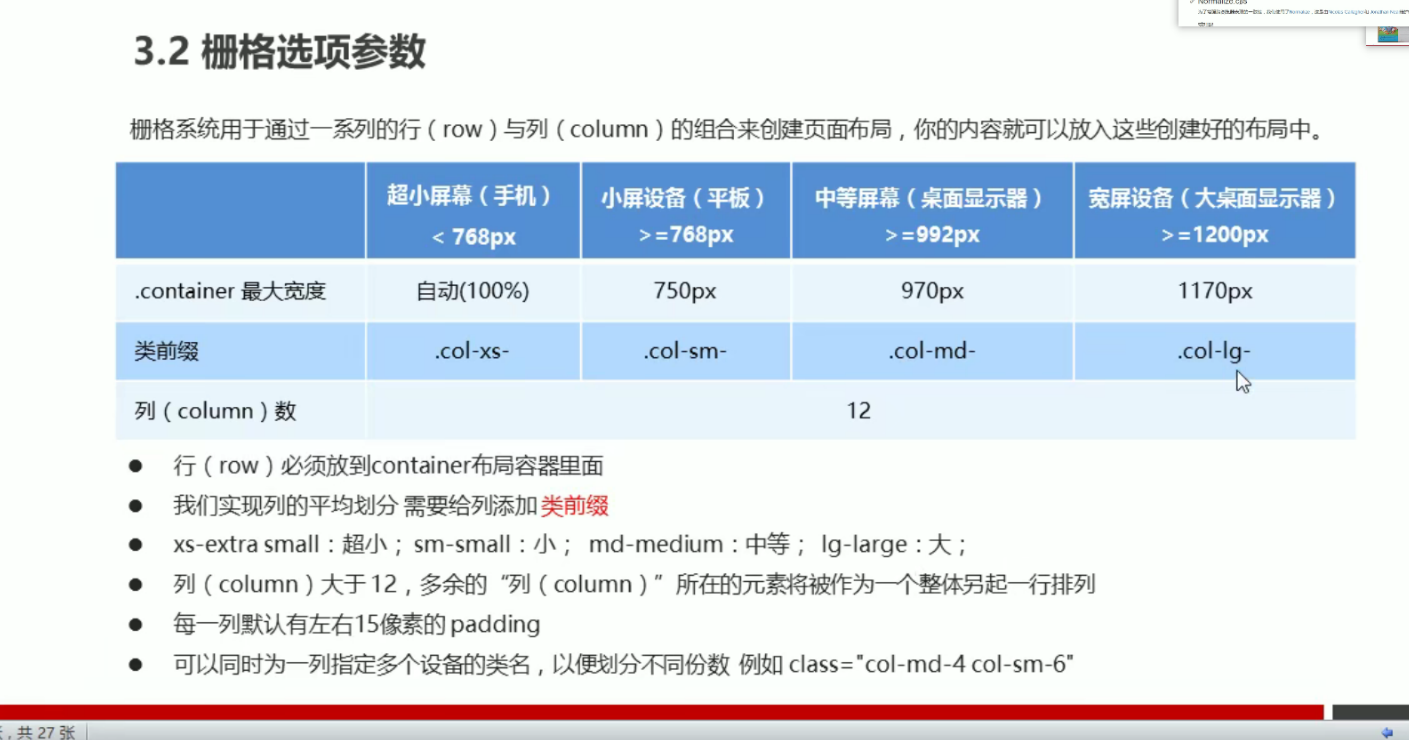 Normalize.css
3.2 栅格选项参数
栅格系统用于通过一系列的行（row）与列（column）的组合来创建页面布局，你的内容就可以放入这些创建好的布局中。
超小屏幕（手机） 小屏设备（平板） 中等屏幕（桌面显示器） 宽屏设备（大桌面显示器）
< 768px >=768px >=992px >=1200px
.container 最大宽度 自动(100%) 750px 970px 1170px
类前缀 .col-xs- .col-sm- .col-md- .col-lg-
列（column）数 12
● 行（row）必须放到container布局容器里面
● 我们实现列的平均划分 需要给列添加 类前缀
● xs-extra small：超小； sm-small：小； md-medium：中等； lg-large：大；
● 列（column）大于 12，多余的“列（column）”所在的元素将被作为一个整体另起一行排列
● 每一列默认有左右15像素的 padding
● 可以同时为一列指定多个设备的类名，以便划分不同份数 例如 class="col-md-4 col-sm-6"
，共 27 张